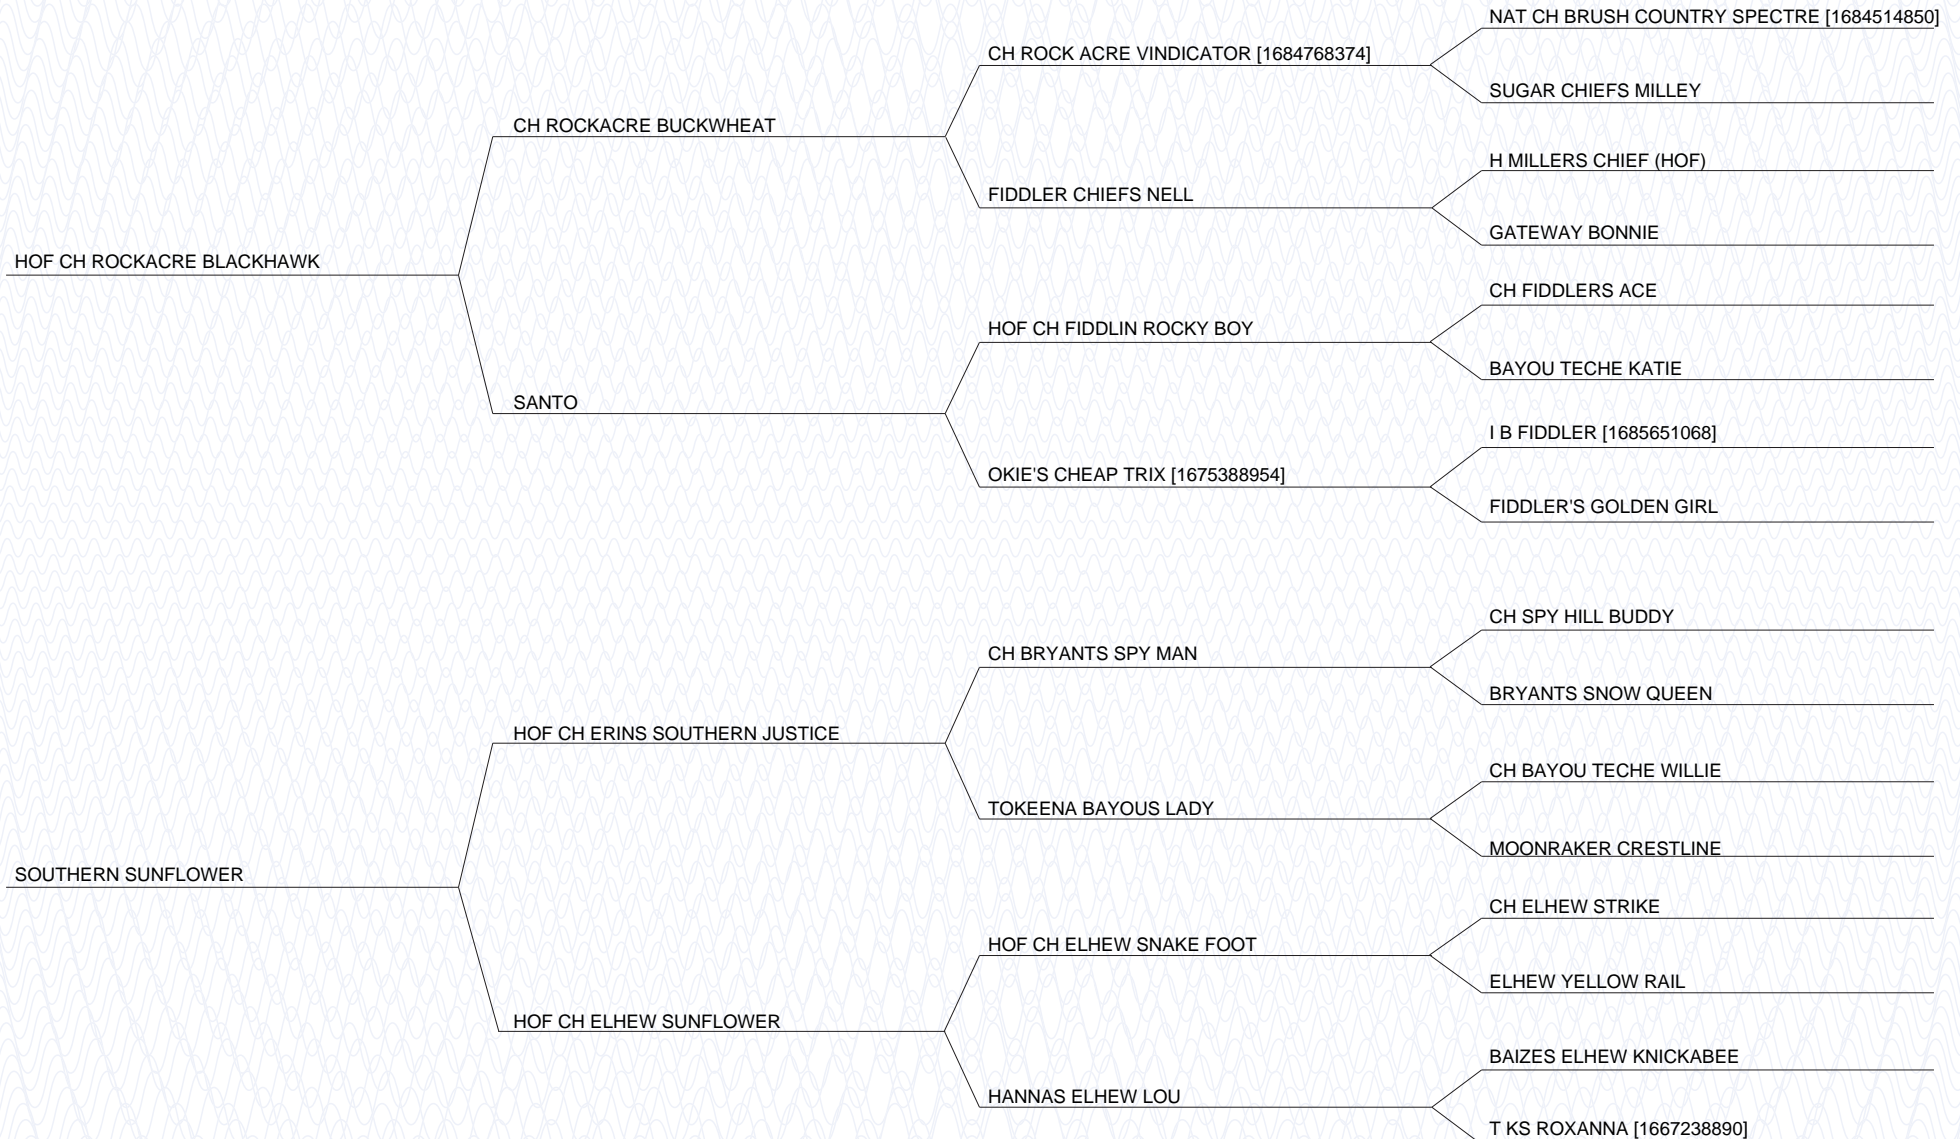 NAT CH BRUSH COUNTRY SPECTRE [1684514850]
CH ROCK ACRE VINDICATOR [1684768374]
SUGAR CHIEFS MILLEY
CH ROCKACRE BUCKWHEAT
H MILLERS CHIEF (HOF)
FIDDLER CHIEFS NELL
GATEWAY BONNIE
HOF CH ROCKACRE BLACKHAWK
CH FIDDLERS ACE
HOF CH FIDDLIN ROCKY BOY
BAYOU TECHE KATIE
SANTO
I B FIDDLER [1685651068]
OKIE'S CHEAP TRIX [1675388954]
FIDDLER'S GOLDEN GIRL
CH SPY HILL BUDDY
CH BRYANTS SPY MAN
BRYANTS SNOW QUEEN
HOF CH ERINS SOUTHERN JUSTICE
CH BAYOU TECHE WILLIE
TOKEENA BAYOUS LADY
MOONRAKER CRESTLINE
SOUTHERN SUNFLOWER
CH ELHEW STRIKE
HOF CH ELHEW SNAKE FOOT
ELHEW YELLOW RAIL
HOF CH ELHEW SUNFLOWER
BAIZES ELHEW KNICKABEE
HANNAS ELHEW LOU
T KS ROXANNA [1667238890]